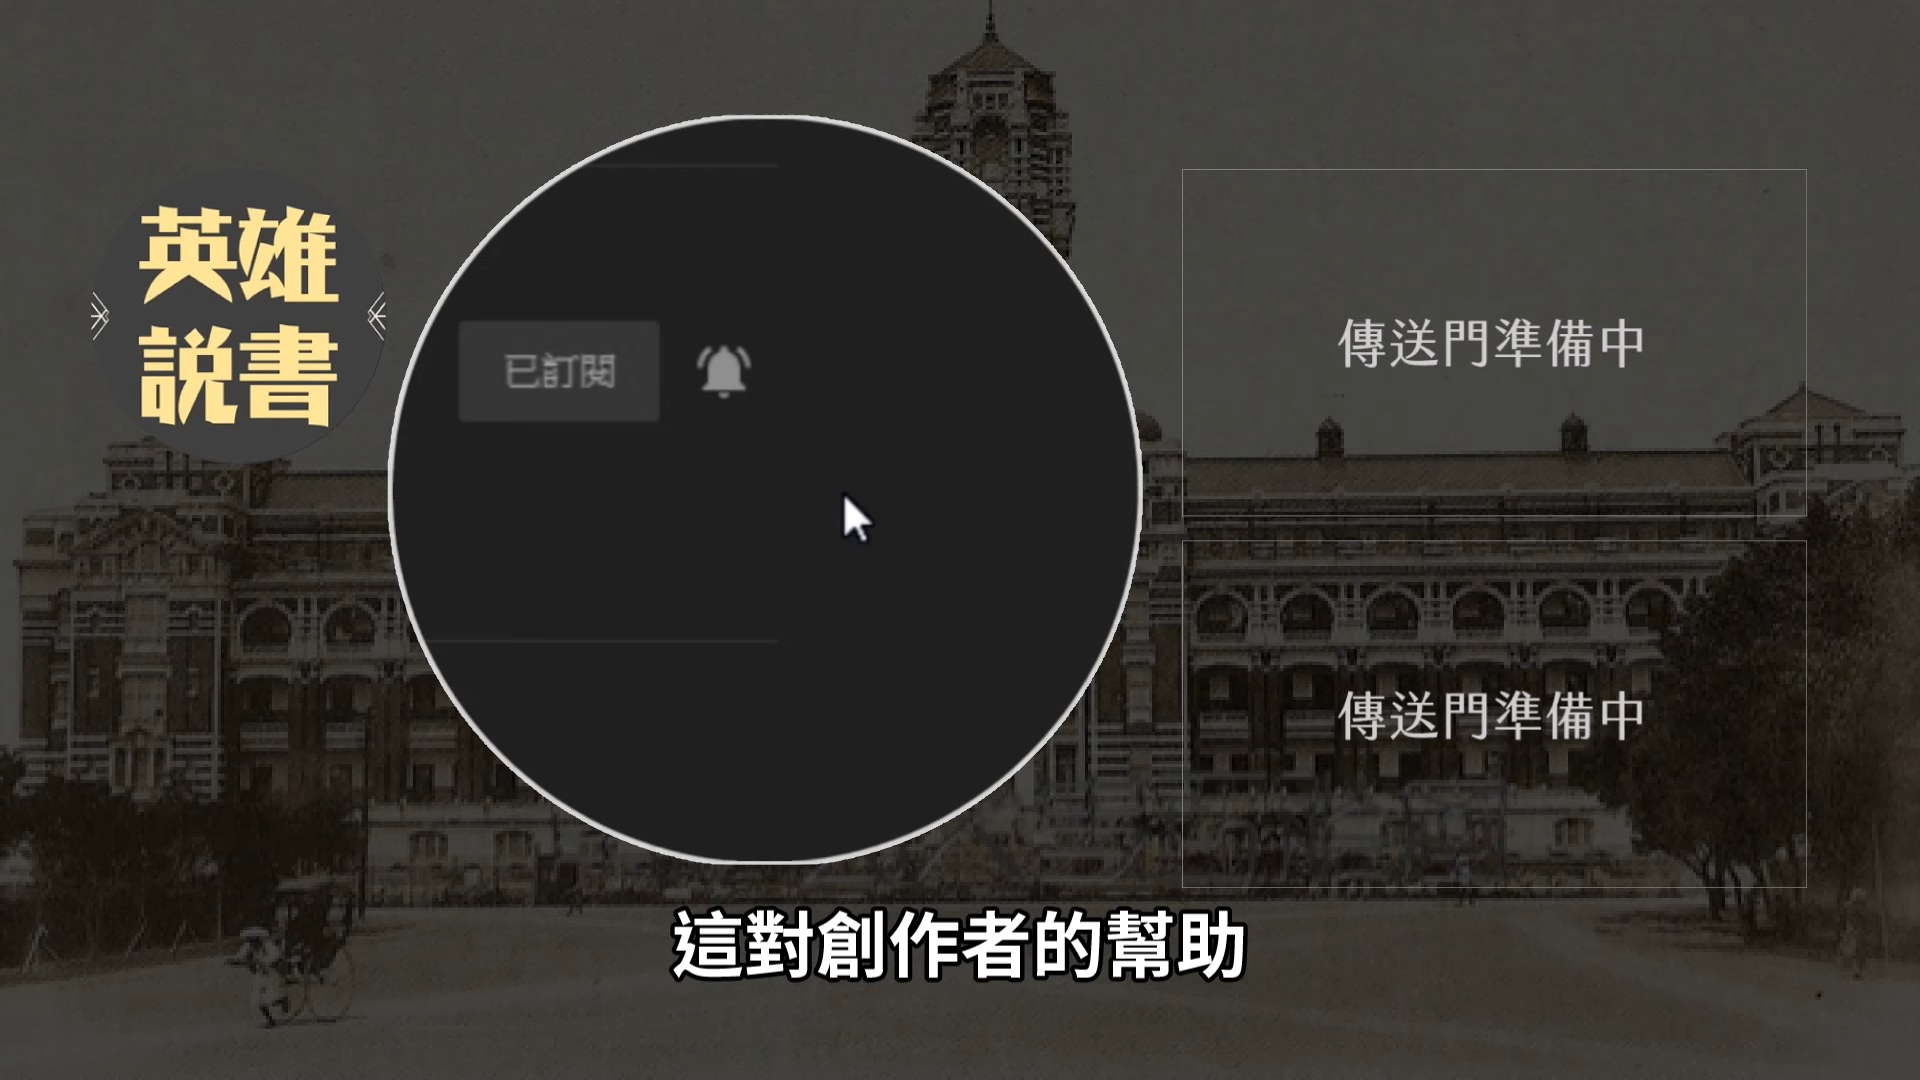 英雄
説書
已訂閱
傳送門準備中
傳送門準備中
這對創作者的幫助